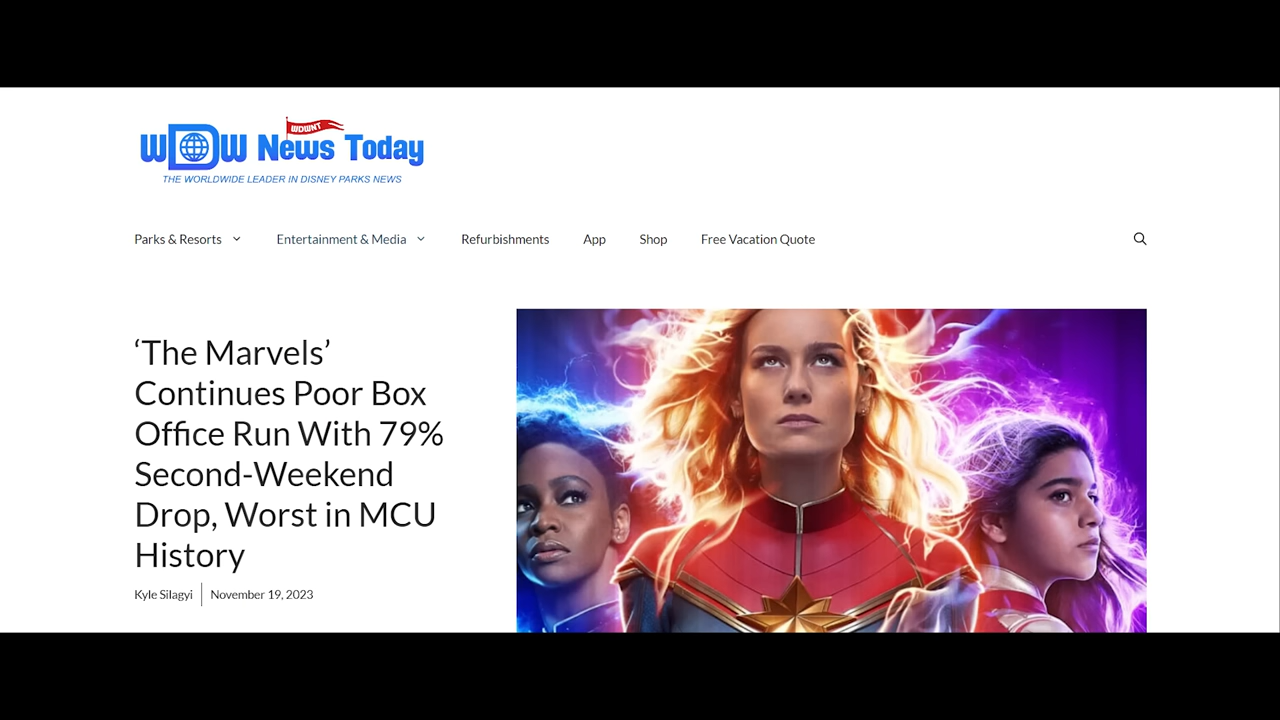 WDWNT
WDW News Today
THE WORLDWIDE LEADER IN DISNEY PARKS NEWS
Parks & Resorts Entertainment & Media Refurbishments App Shop Free Vacation Quote
‘The Marvels’
Continues Poor Box
Office Run With 79%
Second-Weekend
Drop, Worst in MCU
History
Kyle Silagyi November 19, 2023